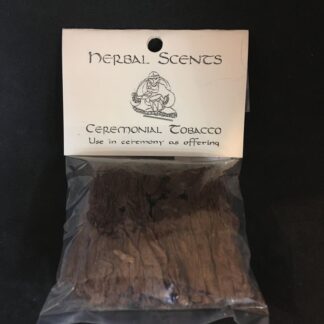 Herbal Scents
Ceremonial Tobacco
Use in ceremony as offering